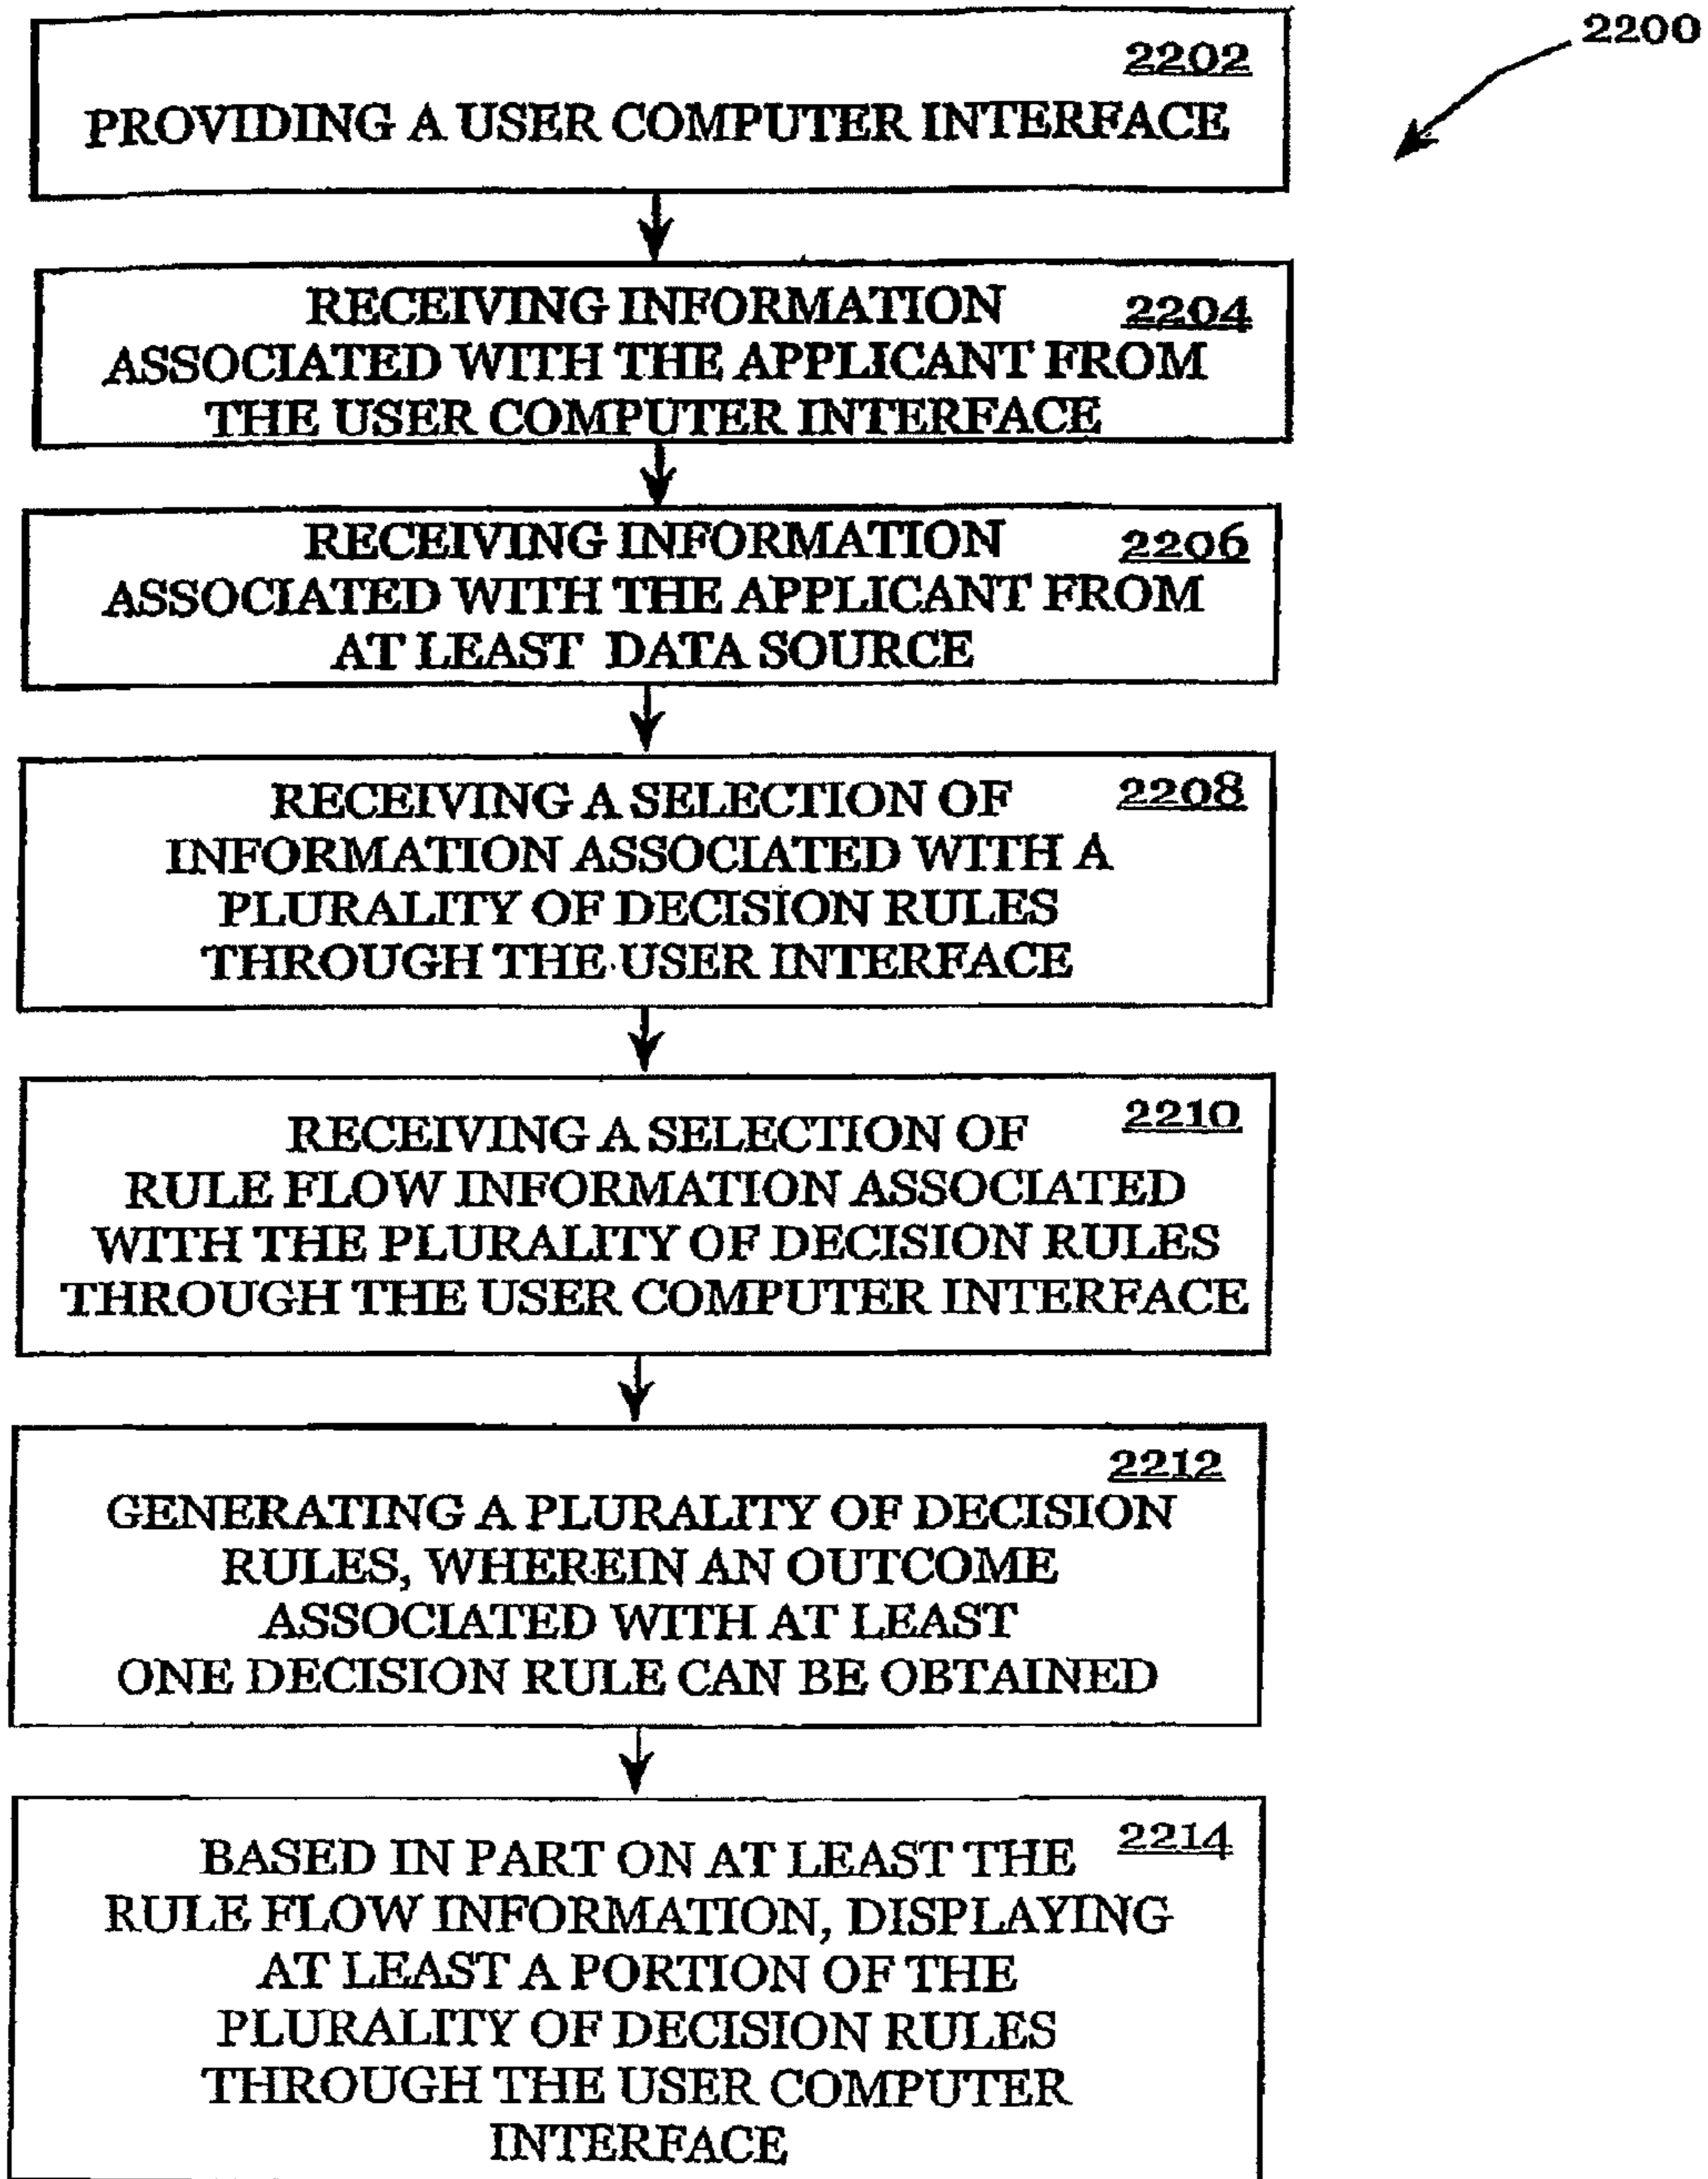 2200
2202
PROVIDING A USER COMPUTER INTERFACE
RECEIVING INFORMATION 2204
ASSOCIATED WITH THE APPLICANT FROM
THE USER COMPUTER INTERFACE
RECEIVING INFORMATION 2206
ASSOCIATED WITH THE APPLICANT FROM
AT LEAST DATA SOURCE
RECEIVING A SELECTION OF 2208
INFORMATION ASSOCIATED WITH A
PLURALITY OF DECISION RULES
THROUGH THE USER INTERFACE
2210
RECEIVING A SELECTION OF
RULE FLOW INFORMATION ASSOCIATED
WITH THE PLURALITY OF DECISION RULES
THROUGH THE USER COMPUTER INTERFACE
2212
GENERATING A PLURALITY OF DECISION
RULES, WHEREIN AN OUTCOME
ASSOCIATED WITH AT LEAST
ONE DECISION RULE CAN BE OBTAINED
BASED IN PART ON AT LEAST THE 2214
RULE FLOW INFORMATION, DISPLAYING
AT LEAST A PORTION OF THE
PLURALITY OF DECISION RULES
THROUGH THE USER COMPUTER
INTERFACE